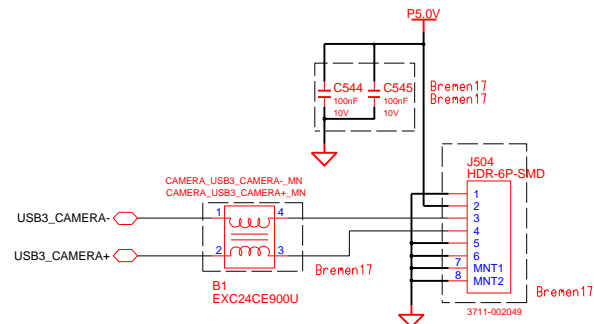 P5.0V
C544
100nF
10V
C545
100nF
10V
Bremen17
Bremen17
J504
HDR-6P-SMD
CAMERA_USB3_CAMERA-_MN
CAMERA_USB3_CAMERA+_MN
1
2
3
4
5
6
7 MNT1
8 MNT2
USB3_CAMERA-
1 4
USB3_CAMERA+
2 3
Bremen17
B1
EXC24CE900U
Bremen17
3711-002049